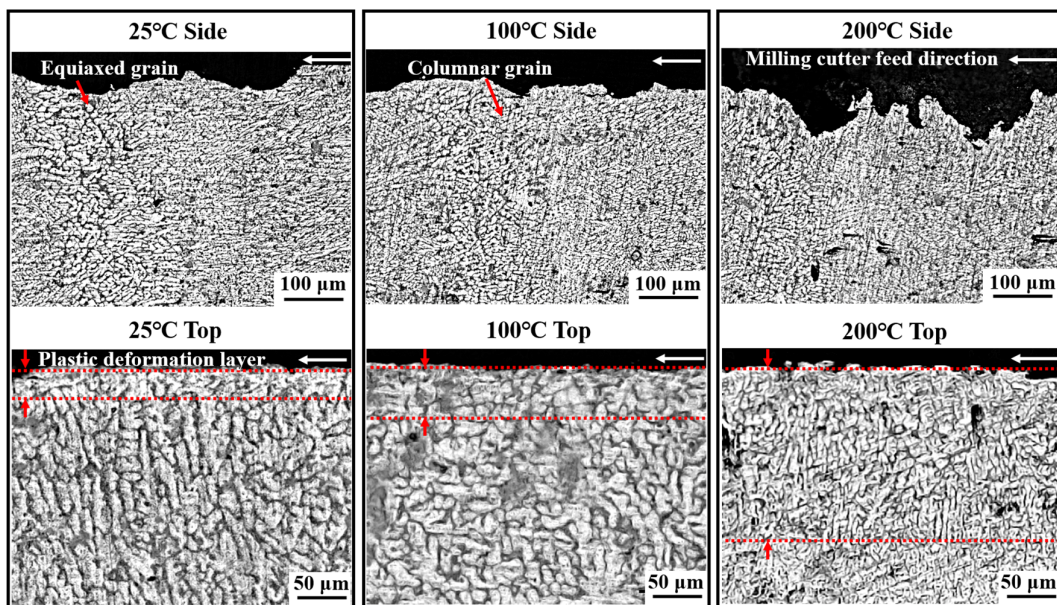 25℃ Side
100℃ Side
200℃ Side
Equiaxed grain
Columnar grain
Milling cutter feed direction
100 μm
100 μm
100 μm
25℃ Top
100℃ Top
200℃ Top
Plastic deformation layer
50 μm
50 μm
50 μm